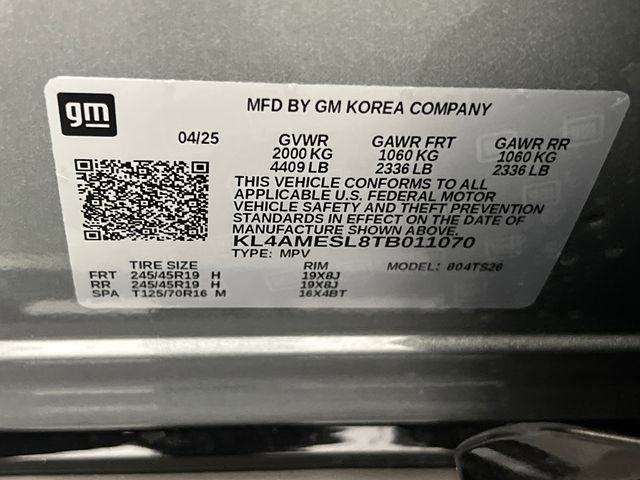 gm
MFD BY GM KOREA COMPANY
04/25 GVWR GAWR FRT GAWR RR
2000 KG 1060 KG 1060 KG
4409 LB 2336 LB 2336 LB
THIS VEHICLE CONFORMS TO ALL
APPLICABLE U.S. FEDERAL MOTOR
VEHICLE SAFETY AND THEFT PREVENTION
STANDARDS IN EFFECT ON THE DATE OF
MANUFACTURE SHOWN ABOVE.
KL4AMESL8TB011070
TYPE: MPV MODEL: 804TS26
TIRE SIZE RIM
FRT 245/45R19 H 19X8J
RR 245/45R19 H 19X8J
SPA T125/70R16 M 16X4BT